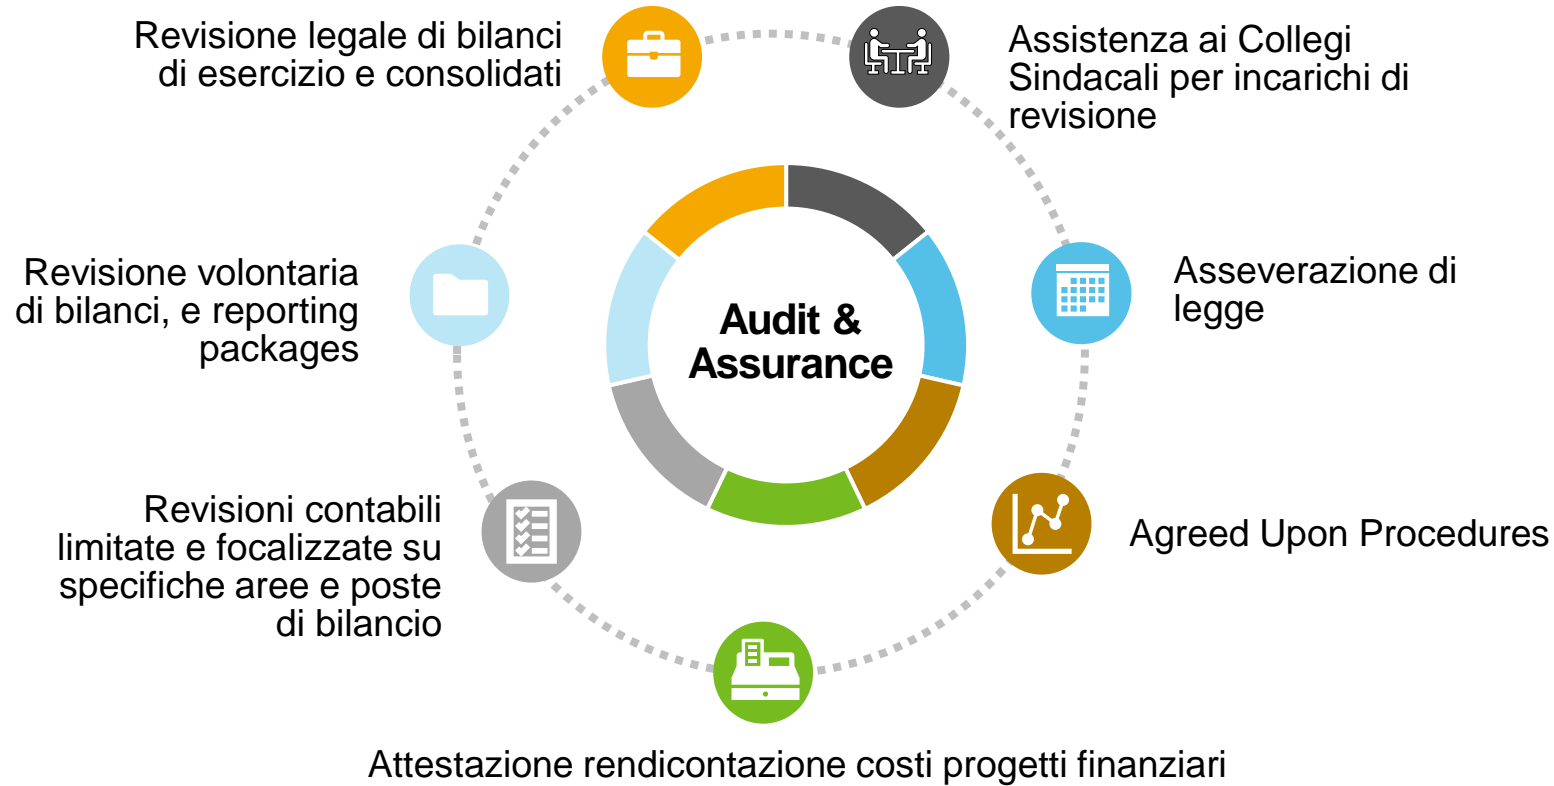 Revisione legale di bilanci
di esercizio e consolidati
Assistenza ai Collegi
Sindacali per incarichi di
revisione
Revisione volontaria
di bilanci, e reporting
packages
Audit &
Assurance
Asseverazione di
legge
Revisioni contabili
limitate e focalizzate su
specifiche aree e poste
di bilancio
Agreed Upon Procedures
Attestazione rendicontazione costi progetti finanziari